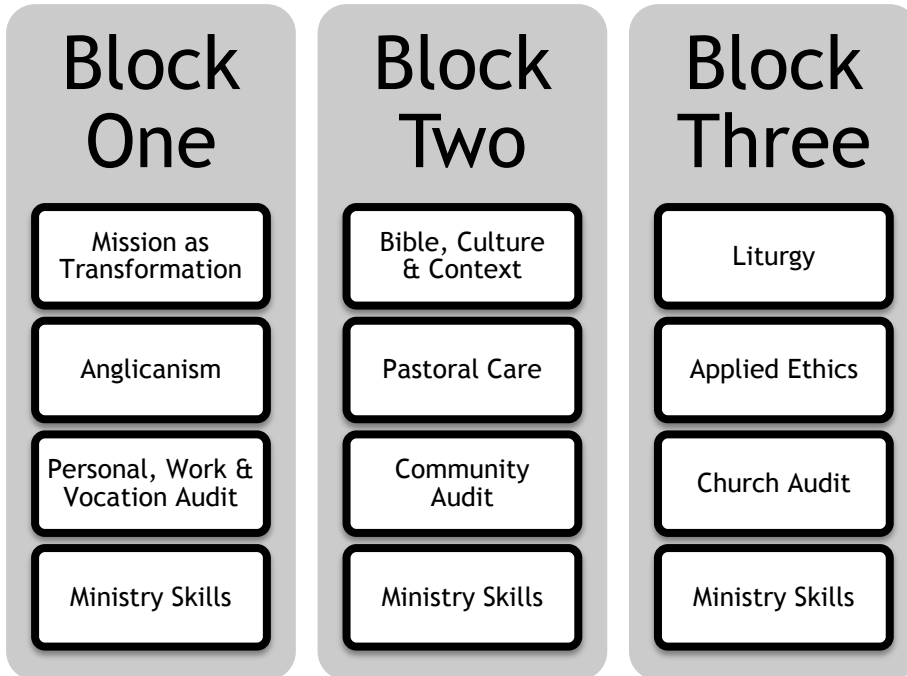 Block
One
Mission as
Transformation
Anglicanism
Personal, Work &
Vocation Audit
Ministry Skills
Block
Two
Bible, Culture
& Context
Pastoral Care
Community
Audit
Ministry Skills
Block
Three
Liturgy
Applied Ethics
Church Audit
Ministry Skills